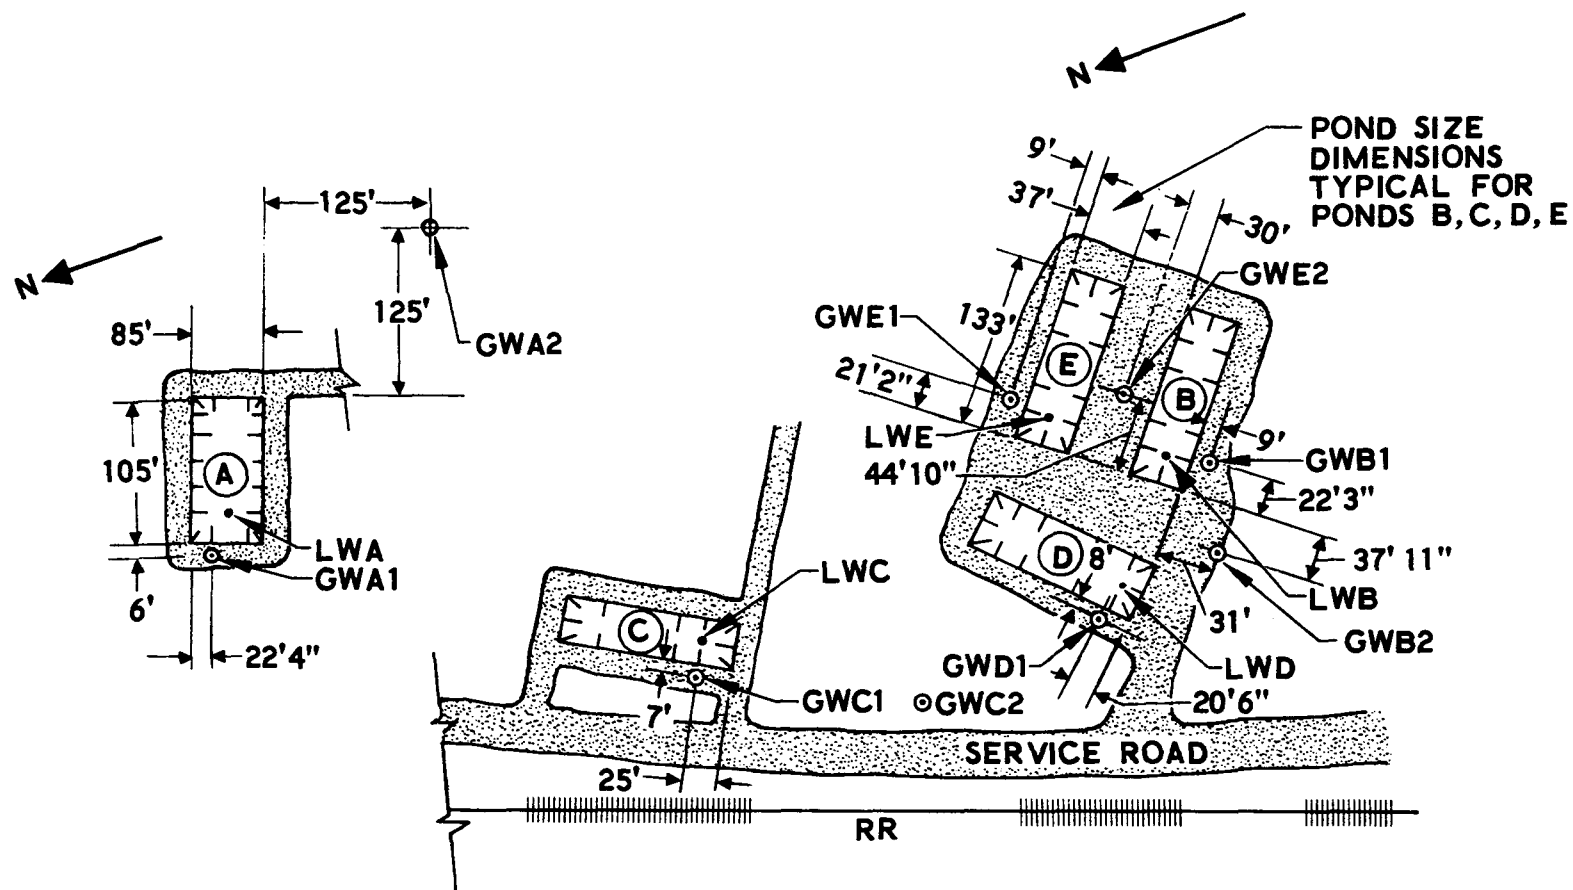 N
POND SIZE
DIMENSIONS
TYPICAL FOR
PONDS B, C, D, E
9'
37'
30'
125'
N
GWE2
125'
85'
GWA2
GWE1
133'
21'2"
E
B
LWE
9'
44'10"
GWB1
105'
A
22'3"
LWA
GWA1
D
8'
37' 11"
LWC
LWB
6'
31'
C
GWB2
22'4"
GWD1
LWD
GWC1
GWC2
20'6"
7'
SERVICE ROAD
25'
RR